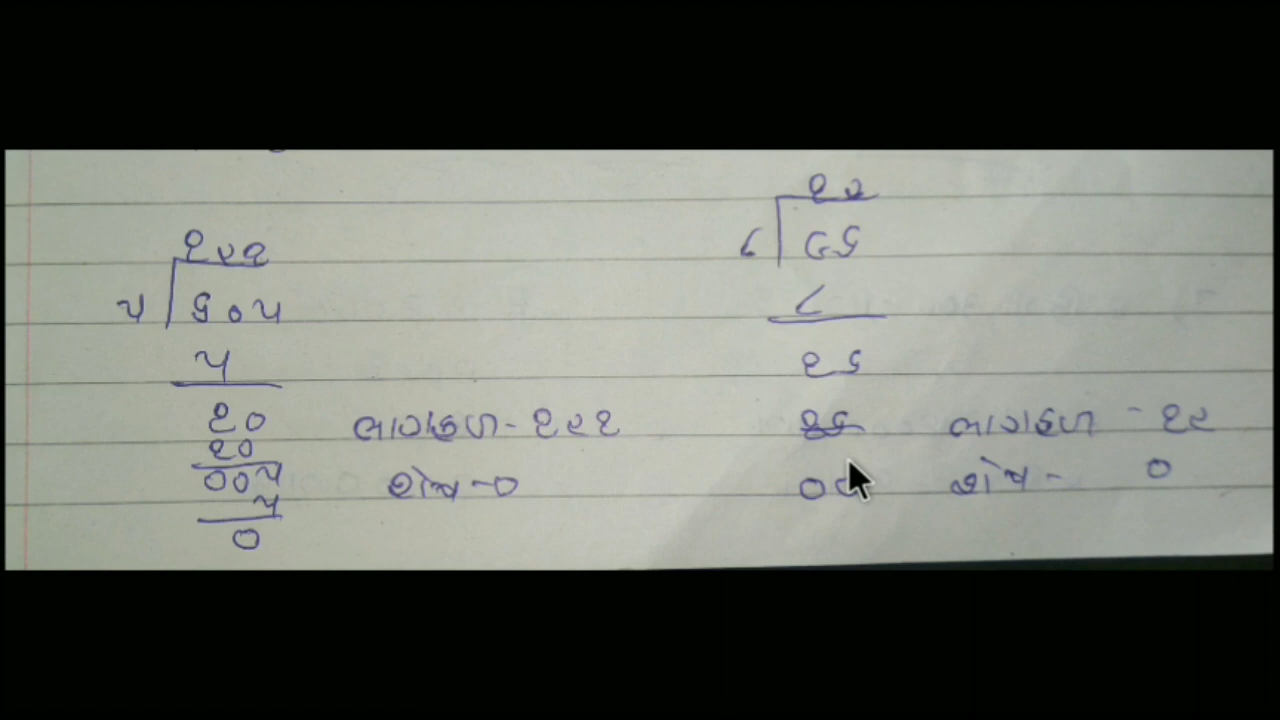 ૧૨૧
૫ ૬૦૫
૫
૧૦ ભાગફળ-૧૨૧
૧૦
૦૦૫ શેષ-૦
૫
૦
૧૨
૮ ૯૬
૮
૧૬
૧૬ ભાગફળ - ૧૨
૦૦ શેષ - ૦